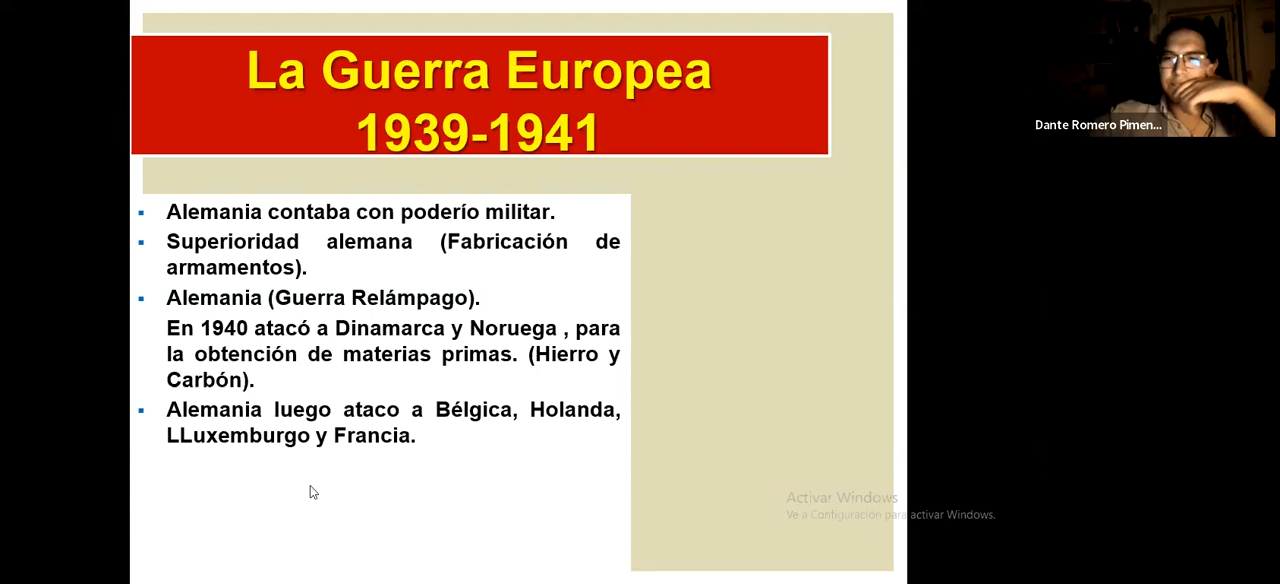 La Guerra Europea
1939-1941
Alemania contaba con poderío militar.
Superioridad alemana (Fabricación de
armamentos).
Alemania (Guerra Relámpago).
En 1940 atacó a Dinamarca y Noruega , para
la obtención de materias primas. (Hierro y
Carbón).
Alemania luego ataco a Bélgica, Holanda,
LLuxemburgo y Francia.
Dante Romero Pimen...
Activar Windows
Ve a Configuración para activar Windows.